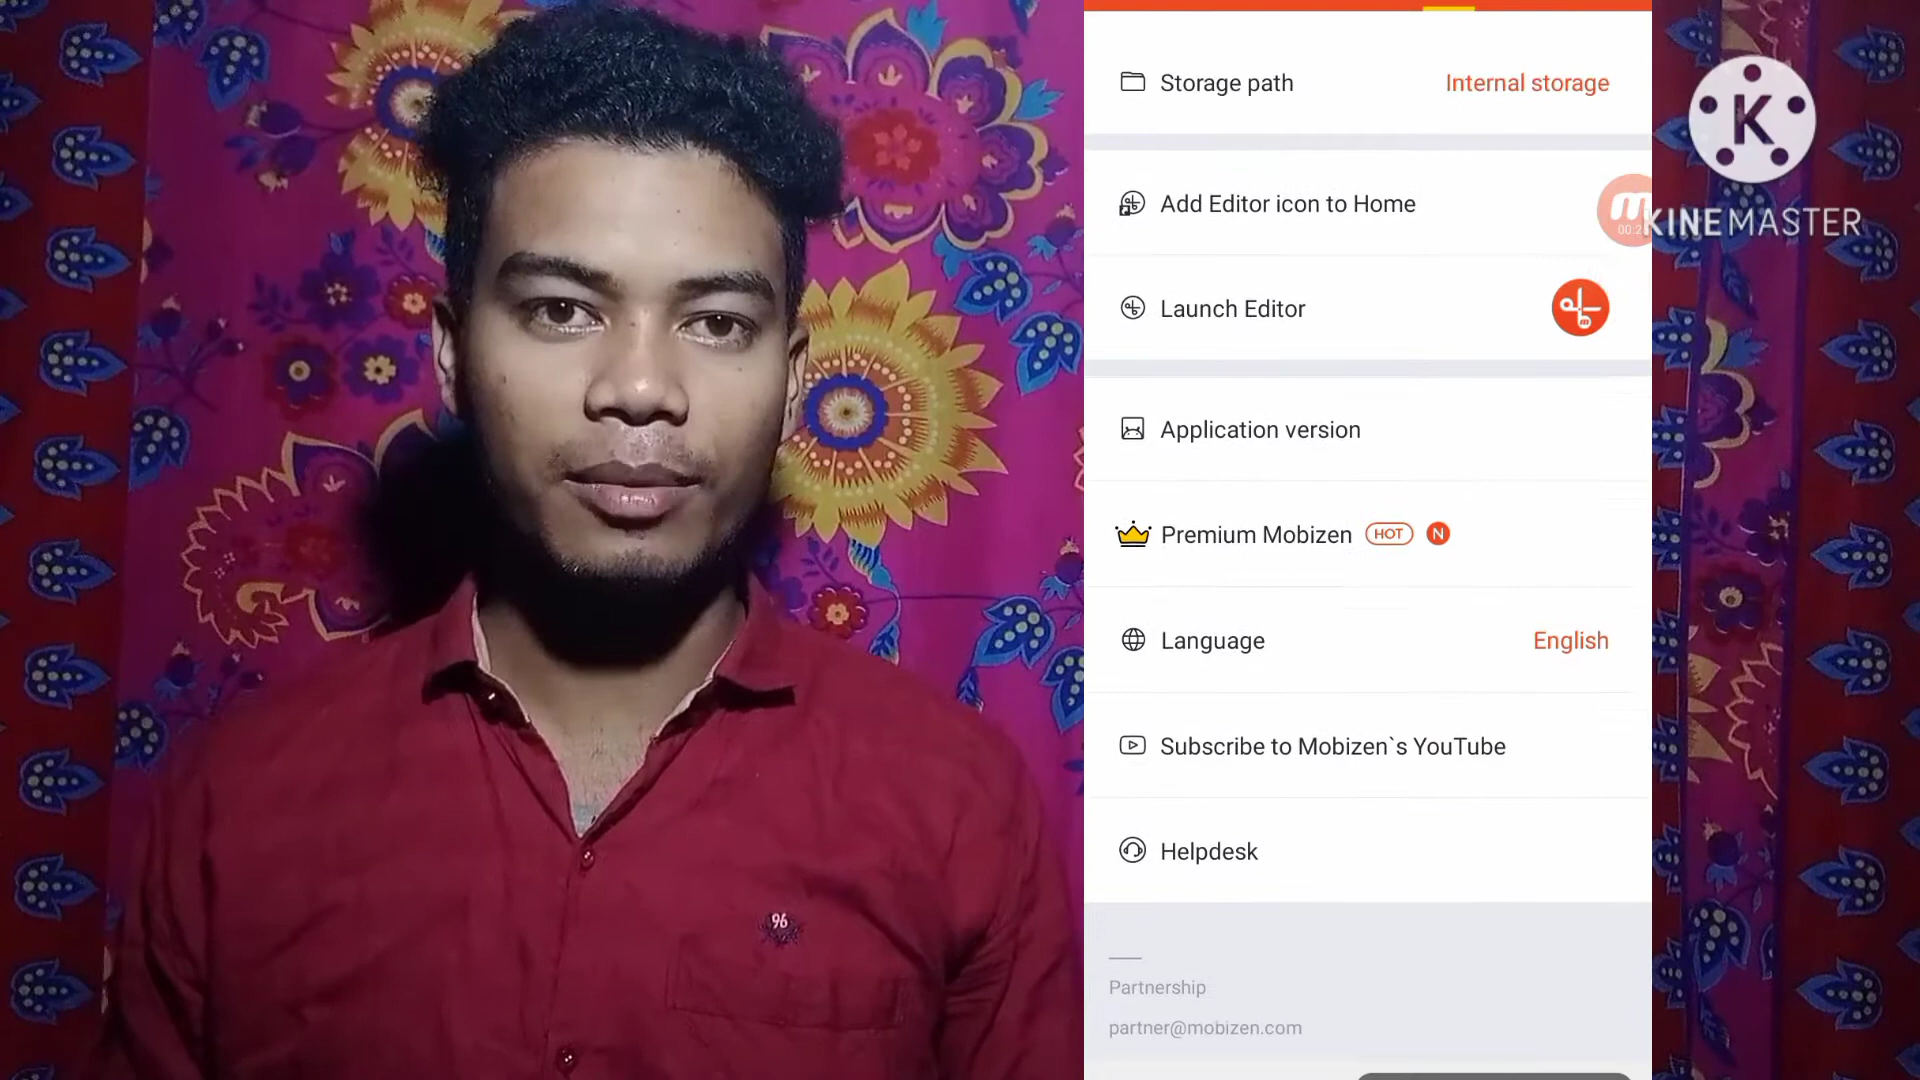 Storage path Internal storage
Add Editor icon to Home
K
KINEMASTER
m
Launch Editor
m
Application version
Premium Mobizen HOT N
Language English
Subscribe to Mobizen`s YouTube
Helpdesk
96
Partnership
partner@mobizen.com